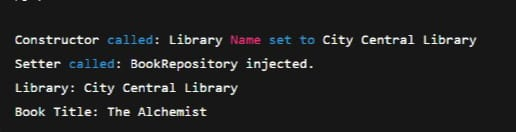 Constructor called: Library Name set to City Central Library
Setter called: BookRepository injected.
Library: City Central Library
Book Title: The Alchemist